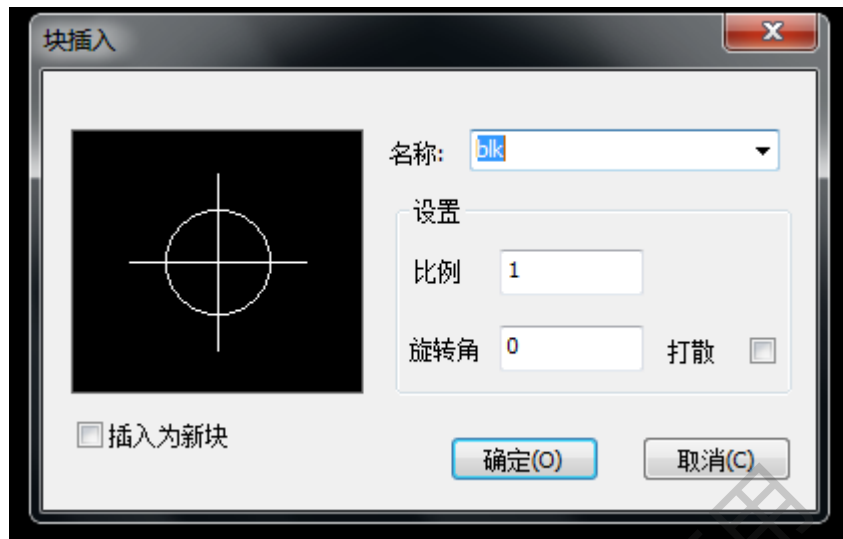 块插入
名称: blk
设置
比例 1
旋转角 0 打散
插入为新块
确定(O) 取消(C)
用